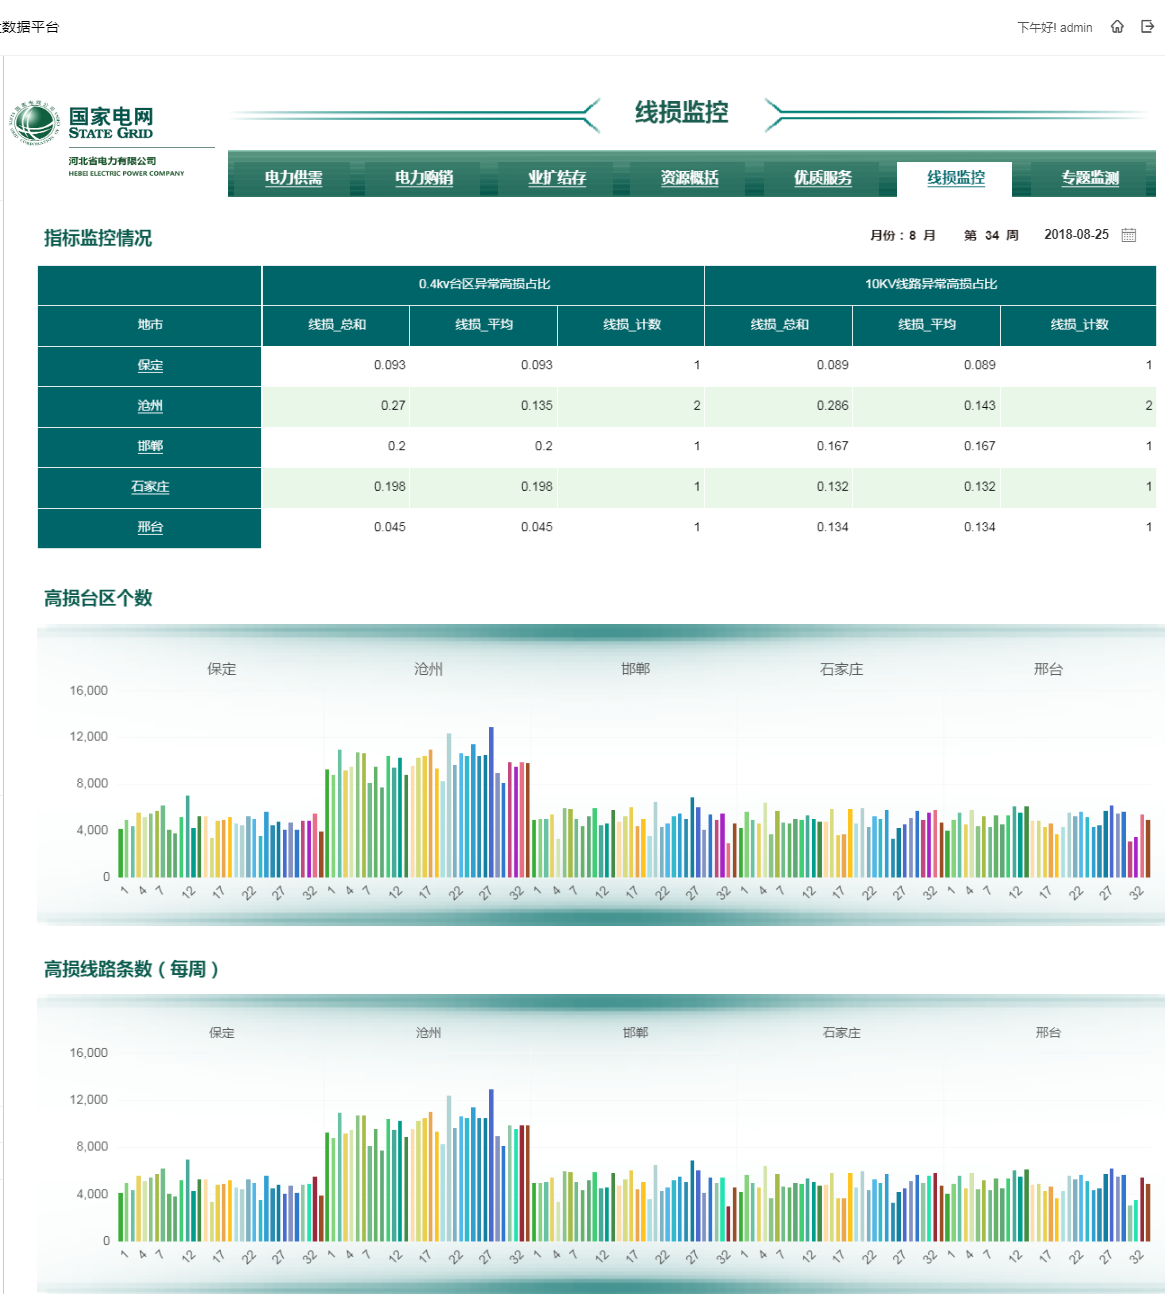 数据平台
下午好! admin
国家电网
STATE GRID
河北省电力有限公司
HEBEI ELECTRIC POWER COMPANY
线损监控
电力供需 电力购销 业扩结存 资源概括 优质服务 线损监控 专题监测
指标监控情况
月份：8 月 第 34 周 2018-08-25
0.4kv台区异常高损占比 10KV线路异常高损占比
地市 线损_总和 线损_平均 线损_计数 线损_总和 线损_平均 线损_计数
保定 0.093 0.093 1 0.089 0.089 1
沧州 0.27 0.135 2 0.286 0.143 2
邯郸 0.2 0.2 1 0.167 0.167 1
石家庄 0.198 0.198 1 0.132 0.132 1
邢台 0.045 0.045 1 0.134 0.134 1
高损台区个数
保定 沧州 邯郸 石家庄 邢台
16,000
12,000
8,000
4,000
0
1 4 7 12 17 22 27 32 1 4 7 12 17 22 27 32 1 4 7 12 17 22 27 32 1 4 7 12 17 22 27 32 1 4 7 12 17 22 27 32
高损线路条数（每周）
保定 沧州 邯郸 石家庄 邢台
16,000
12,000
8,000
4,000
0
1 4 7 12 17 22 27 32 1 4 7 12 17 22 27 32 1 4 7 12 17 22 27 32 1 4 7 12 17 22 27 32 1 4 7 12 17 22 27 32